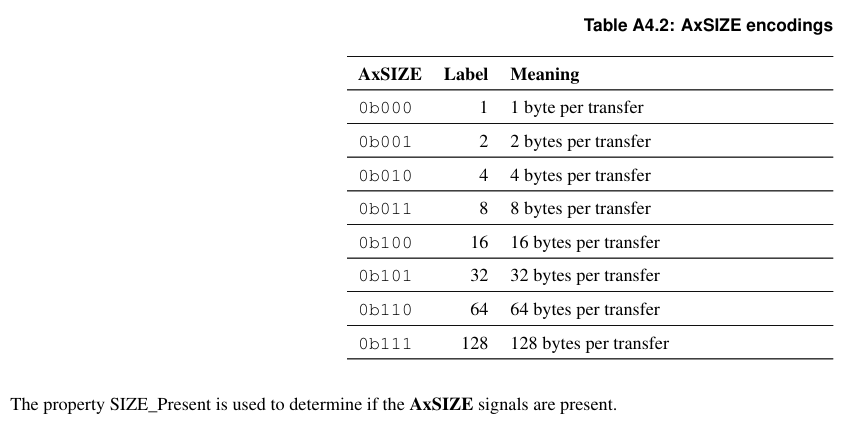 Table A4.2: AxSIZE encodings
AxSIZE Label Meaning
0b000 1 1 byte per transfer
0b001 2 2 bytes per transfer
0b010 4 4 bytes per transfer
0b011 8 8 bytes per transfer
0b100 16 16 bytes per transfer
0b101 32 32 bytes per transfer
0b110 64 64 bytes per transfer
0b111 128 128 bytes per transfer
The property SIZE_Present is used to determine if the AxSIZE signals are present.